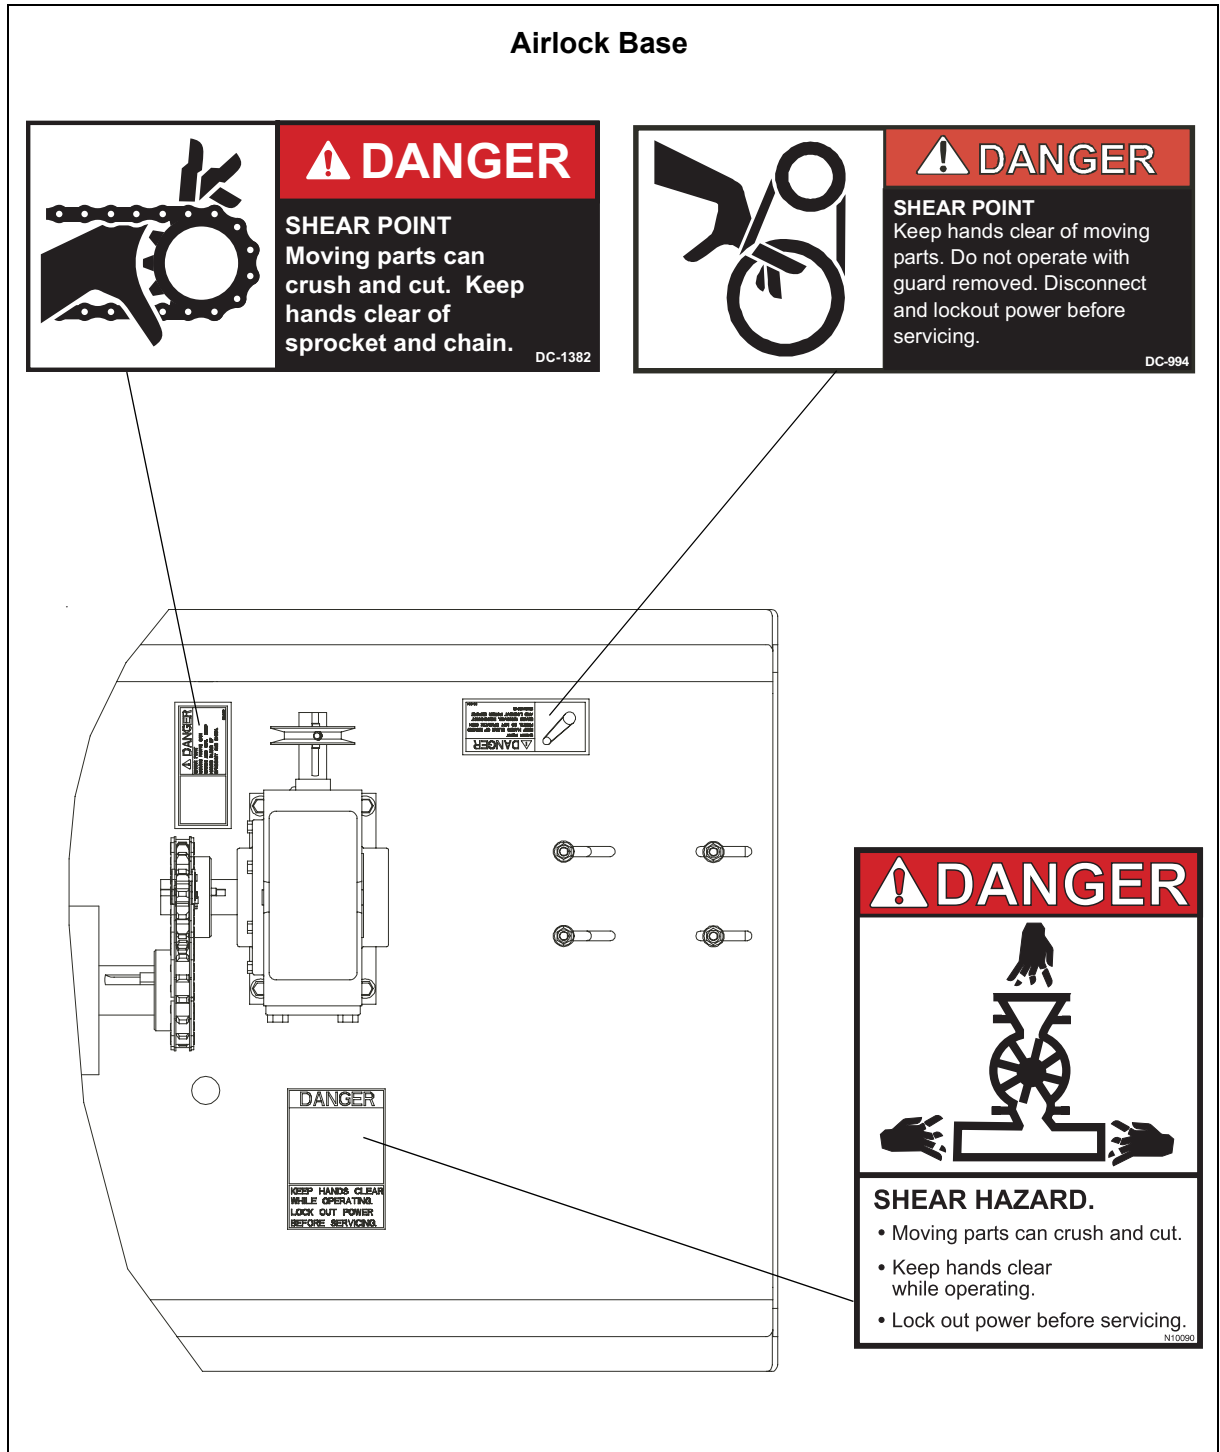 Airlock Base
DANGER
SHEAR POINT
Moving parts can
crush and cut. Keep
hands clear of
sprocket and chain.
DC-1382
DANGER
SHEAR POINT
Keep hands clear of moving
parts. Do not operate with
guard removed. Disconnect
and lockout power before
servicing.
DC-994
DANGER
DANGER
DANGER
KEEP HANDS CLEAR
WHILE OPERATING.
LOCK OUT POWER
BEFORE SERVICING.
DANGER
SHEAR HAZARD.
• Moving parts can crush and cut.
• Keep hands clear
while operating.
• Lock out power before servicing.
N10090